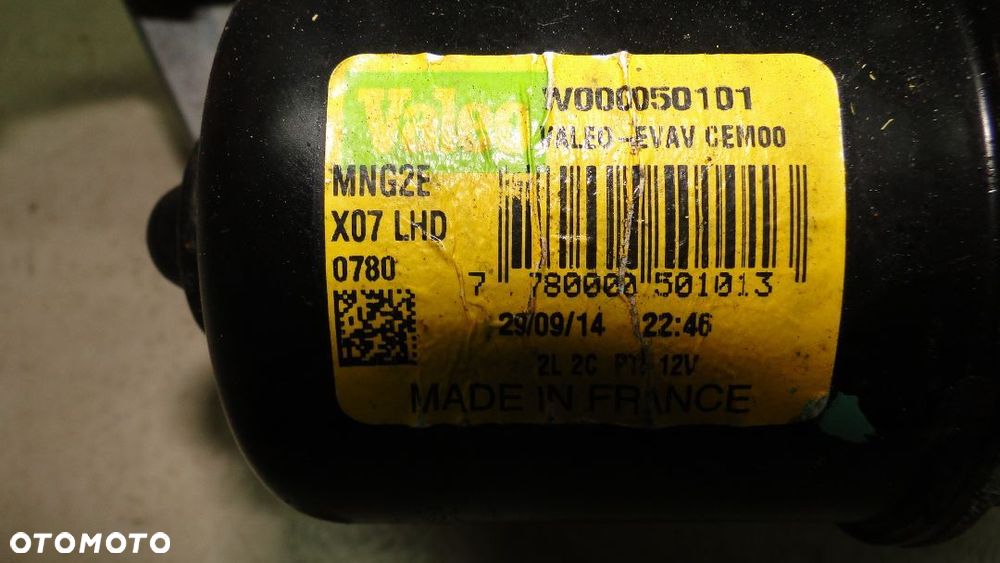 Valeo
W000050101
VALEO-EVAV CEM00
MNG2E
X07 LHD
0780
7 780000 501013
29/09/14 22:46
2L 2C 12V
MADE IN FRANCE
OTOMOTO